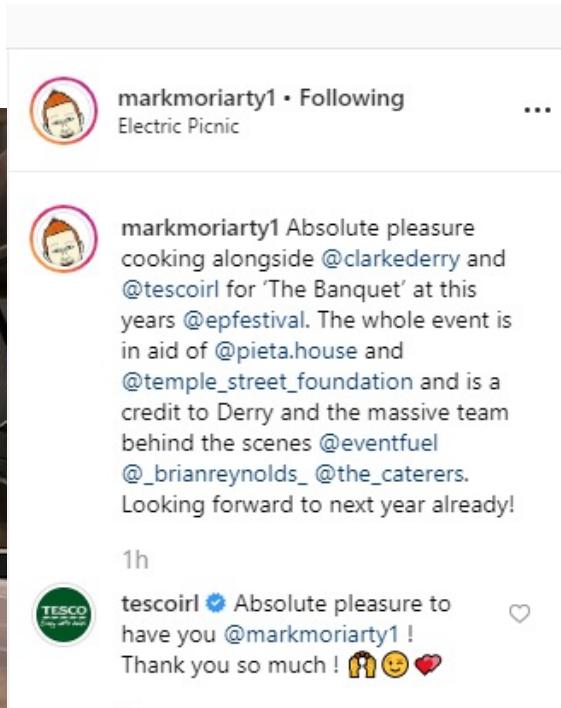 markmoriarty1 • Following
Electric Picnic
...
markmoriarty1 Absolute pleasure
cooking alongside @clarkederry and
@tescoirl for ‘The Banquet’ at this
years @epfestival. The whole event is
in aid of @pieta.house and
@temple_street_foundation and is a
credit to Derry and the massive team
behind the scenes @eventfuel
@_brianreynolds_ @the_caterers.
Looking forward to next year already!
1h
TESCO
tescoirl Absolute pleasure to
have you @markmoriarty1 !
Thank you so much ! 🙌😉💕